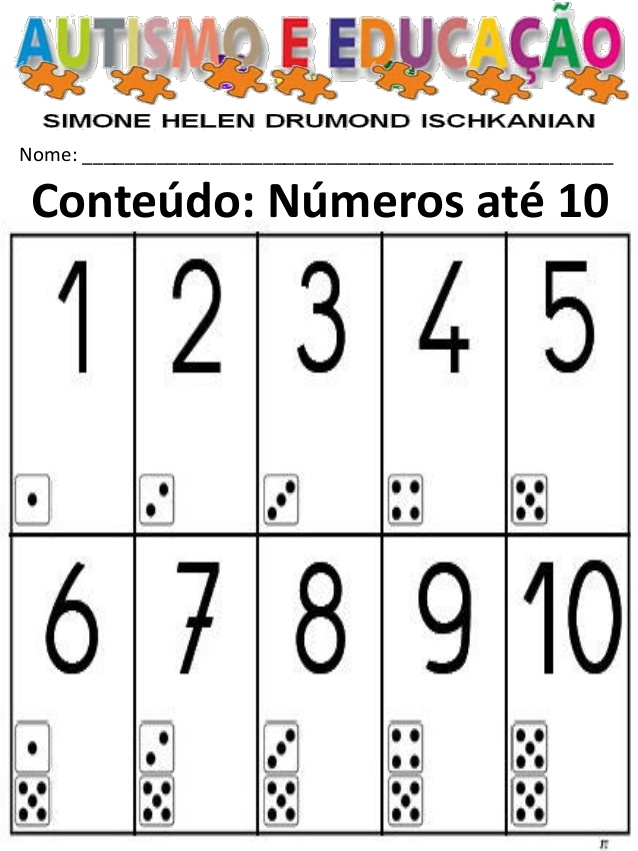 AUTISMO E EDUCAÇÃO
SIMONE HELEN DRUMOND ISCHKANIAN
Nome: ________________________________________________
Conteúdo: Números até 10
1 2 3 4 5
6 7 8 9 10
π